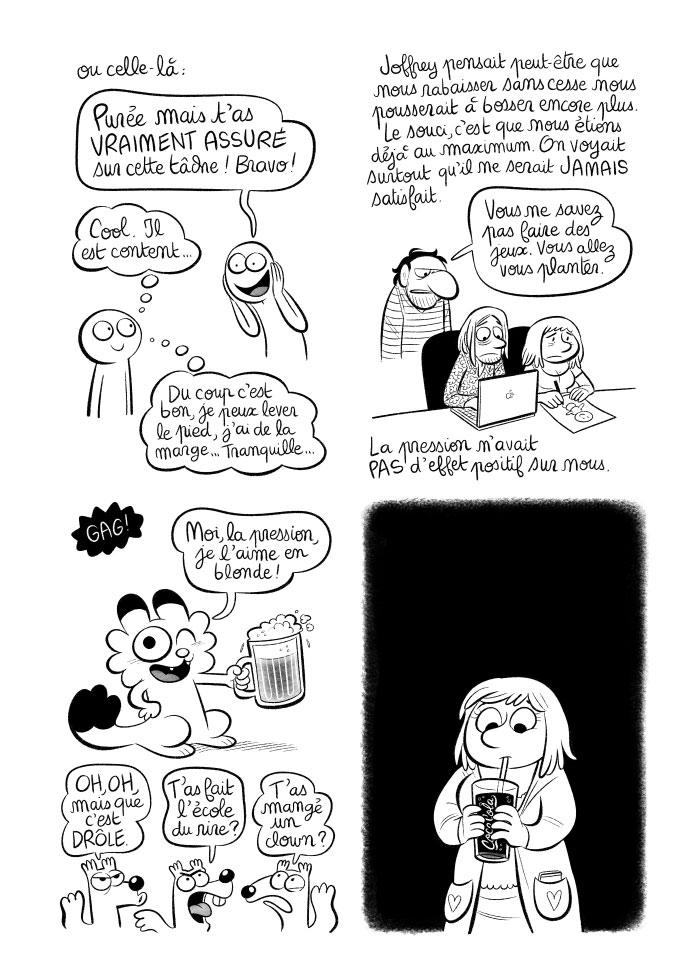 ou celle-là :
Purée mais t'as
VRAIMENT ASSURÉ
sur cette tâche ! Bravo !
Cool. Il
est content...
Du coup c'est
bon, je peux lever
le pied, j'ai de la
marge... Tranquille...
Joffrey pensait peut-être que
nous rabaisser sans cesse nous
pousserait à bosser encore plus.
Le souci, c'est que nous étions
déjà au maximum. On voyait
surtout qu'il ne serait JAMAIS
satisfait.
Vous ne savez
pas faire des
jeux. Vous allez
vous planter.
La pression n'avait
PAS d'effet positif sur nous.
GAG !
Moi, la pression,
je l'aime en
blonde !
OH, OH,
mais que
c'est
DRÔLE.
T'as fait
l'école
du rire ?
T'as
mangé
un
clown ?
Coca-Cola